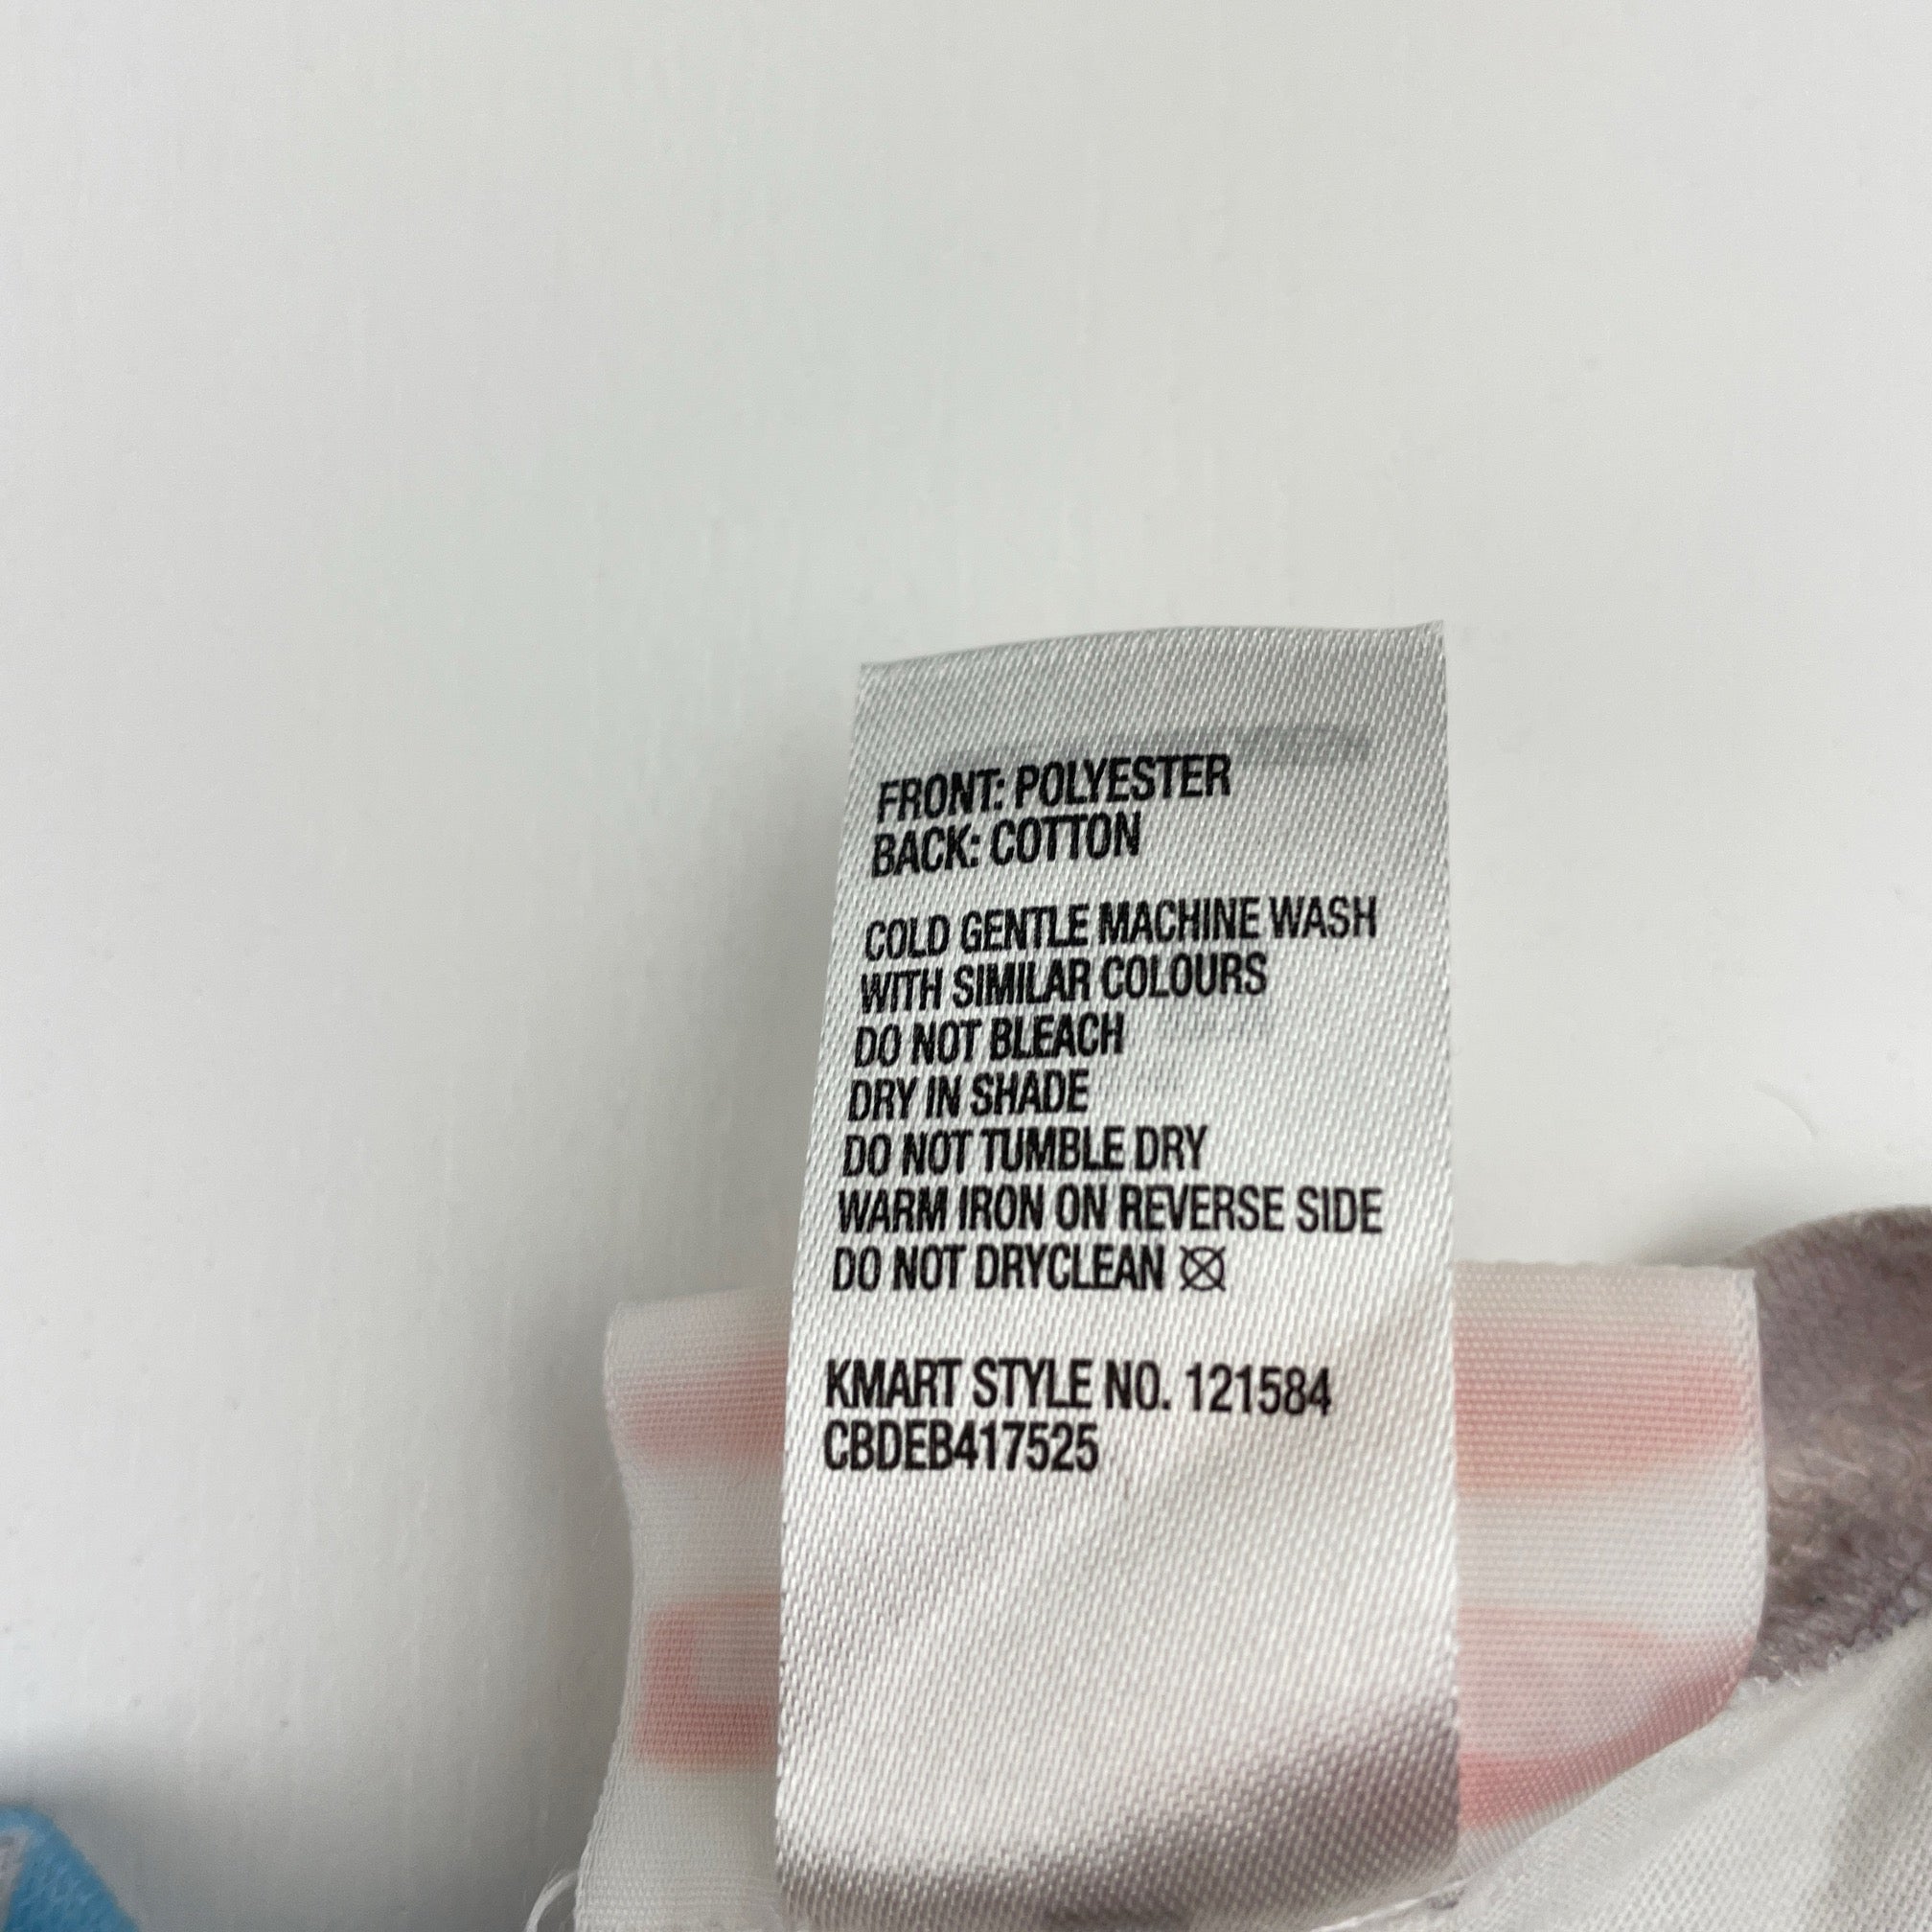 FRONT: POLYESTER
BACK: COTTON
COLD GENTLE MACHINE WASH
WITH SIMILAR COLOURS
DO NOT BLEACH
DRY IN SHADE
DO NOT TUMBLE DRY
WARM IRON ON REVERSE SIDE
DO NOT DRYCLEAN
KMART STYLE NO. 121584
CBDEB417525